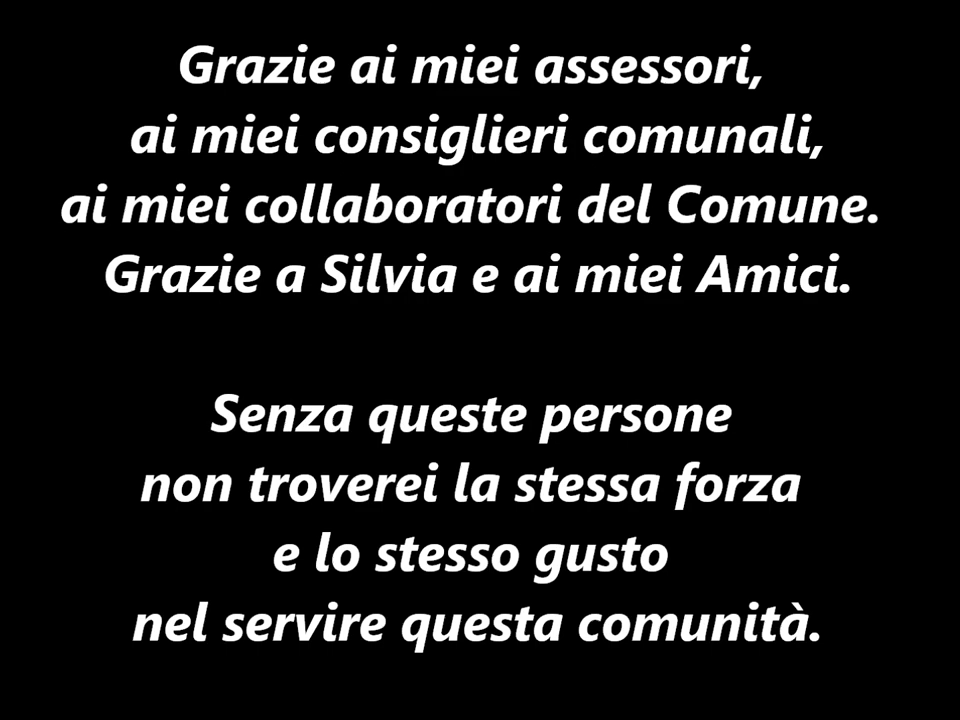 Grazie ai miei assessori,
ai miei consiglieri comunali,
ai miei collaboratori del Comune.
Grazie a Silvia e ai miei Amici.
Senza queste persone
non troverei la stessa forza
e lo stesso gusto
nel servire questa comunità.